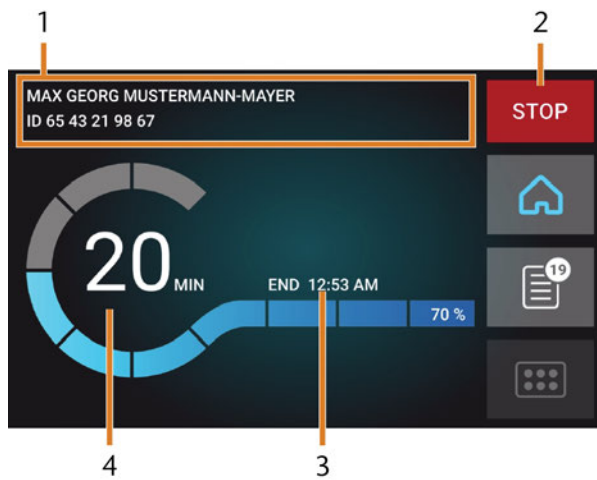 1 2
MAX GEORG MUSTERMANN-MAYER
ID 65 43 21 98 67
STOP
19
20 MIN
END 12:53 AM
70 %
4 3